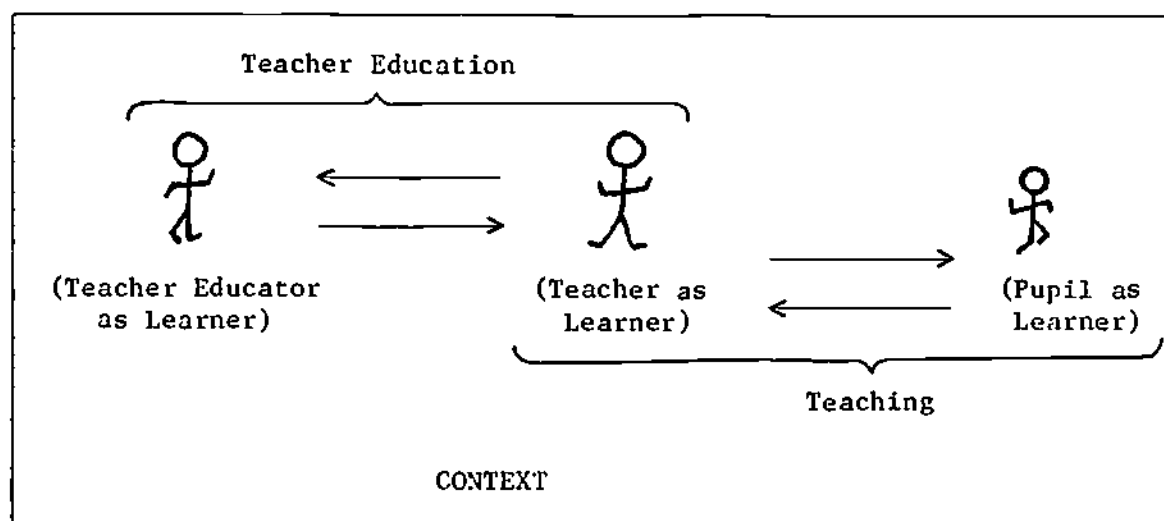 Teacher Education
(Teacher Educator
as Learner)
(Teacher as
Learner)
(Pupil as
Learner)
Teaching
CONTEXT